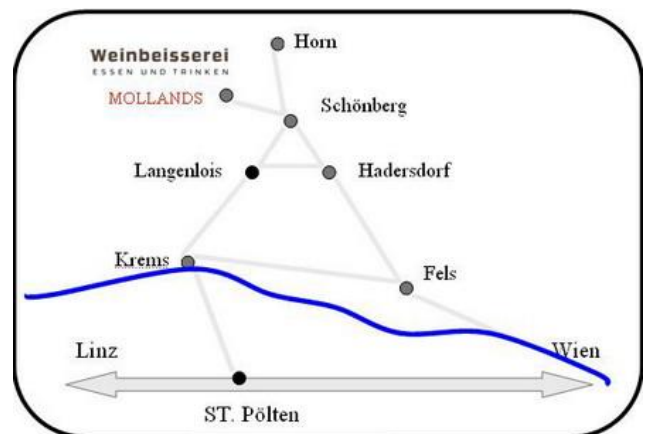 Horn
Weinbeisserei
ESSEN UND TRINKEN
MOLLANDS
Schönberg
Langenlois
Hadersdorf
Krems
Fels
Linz
Wien
ST. Pölten